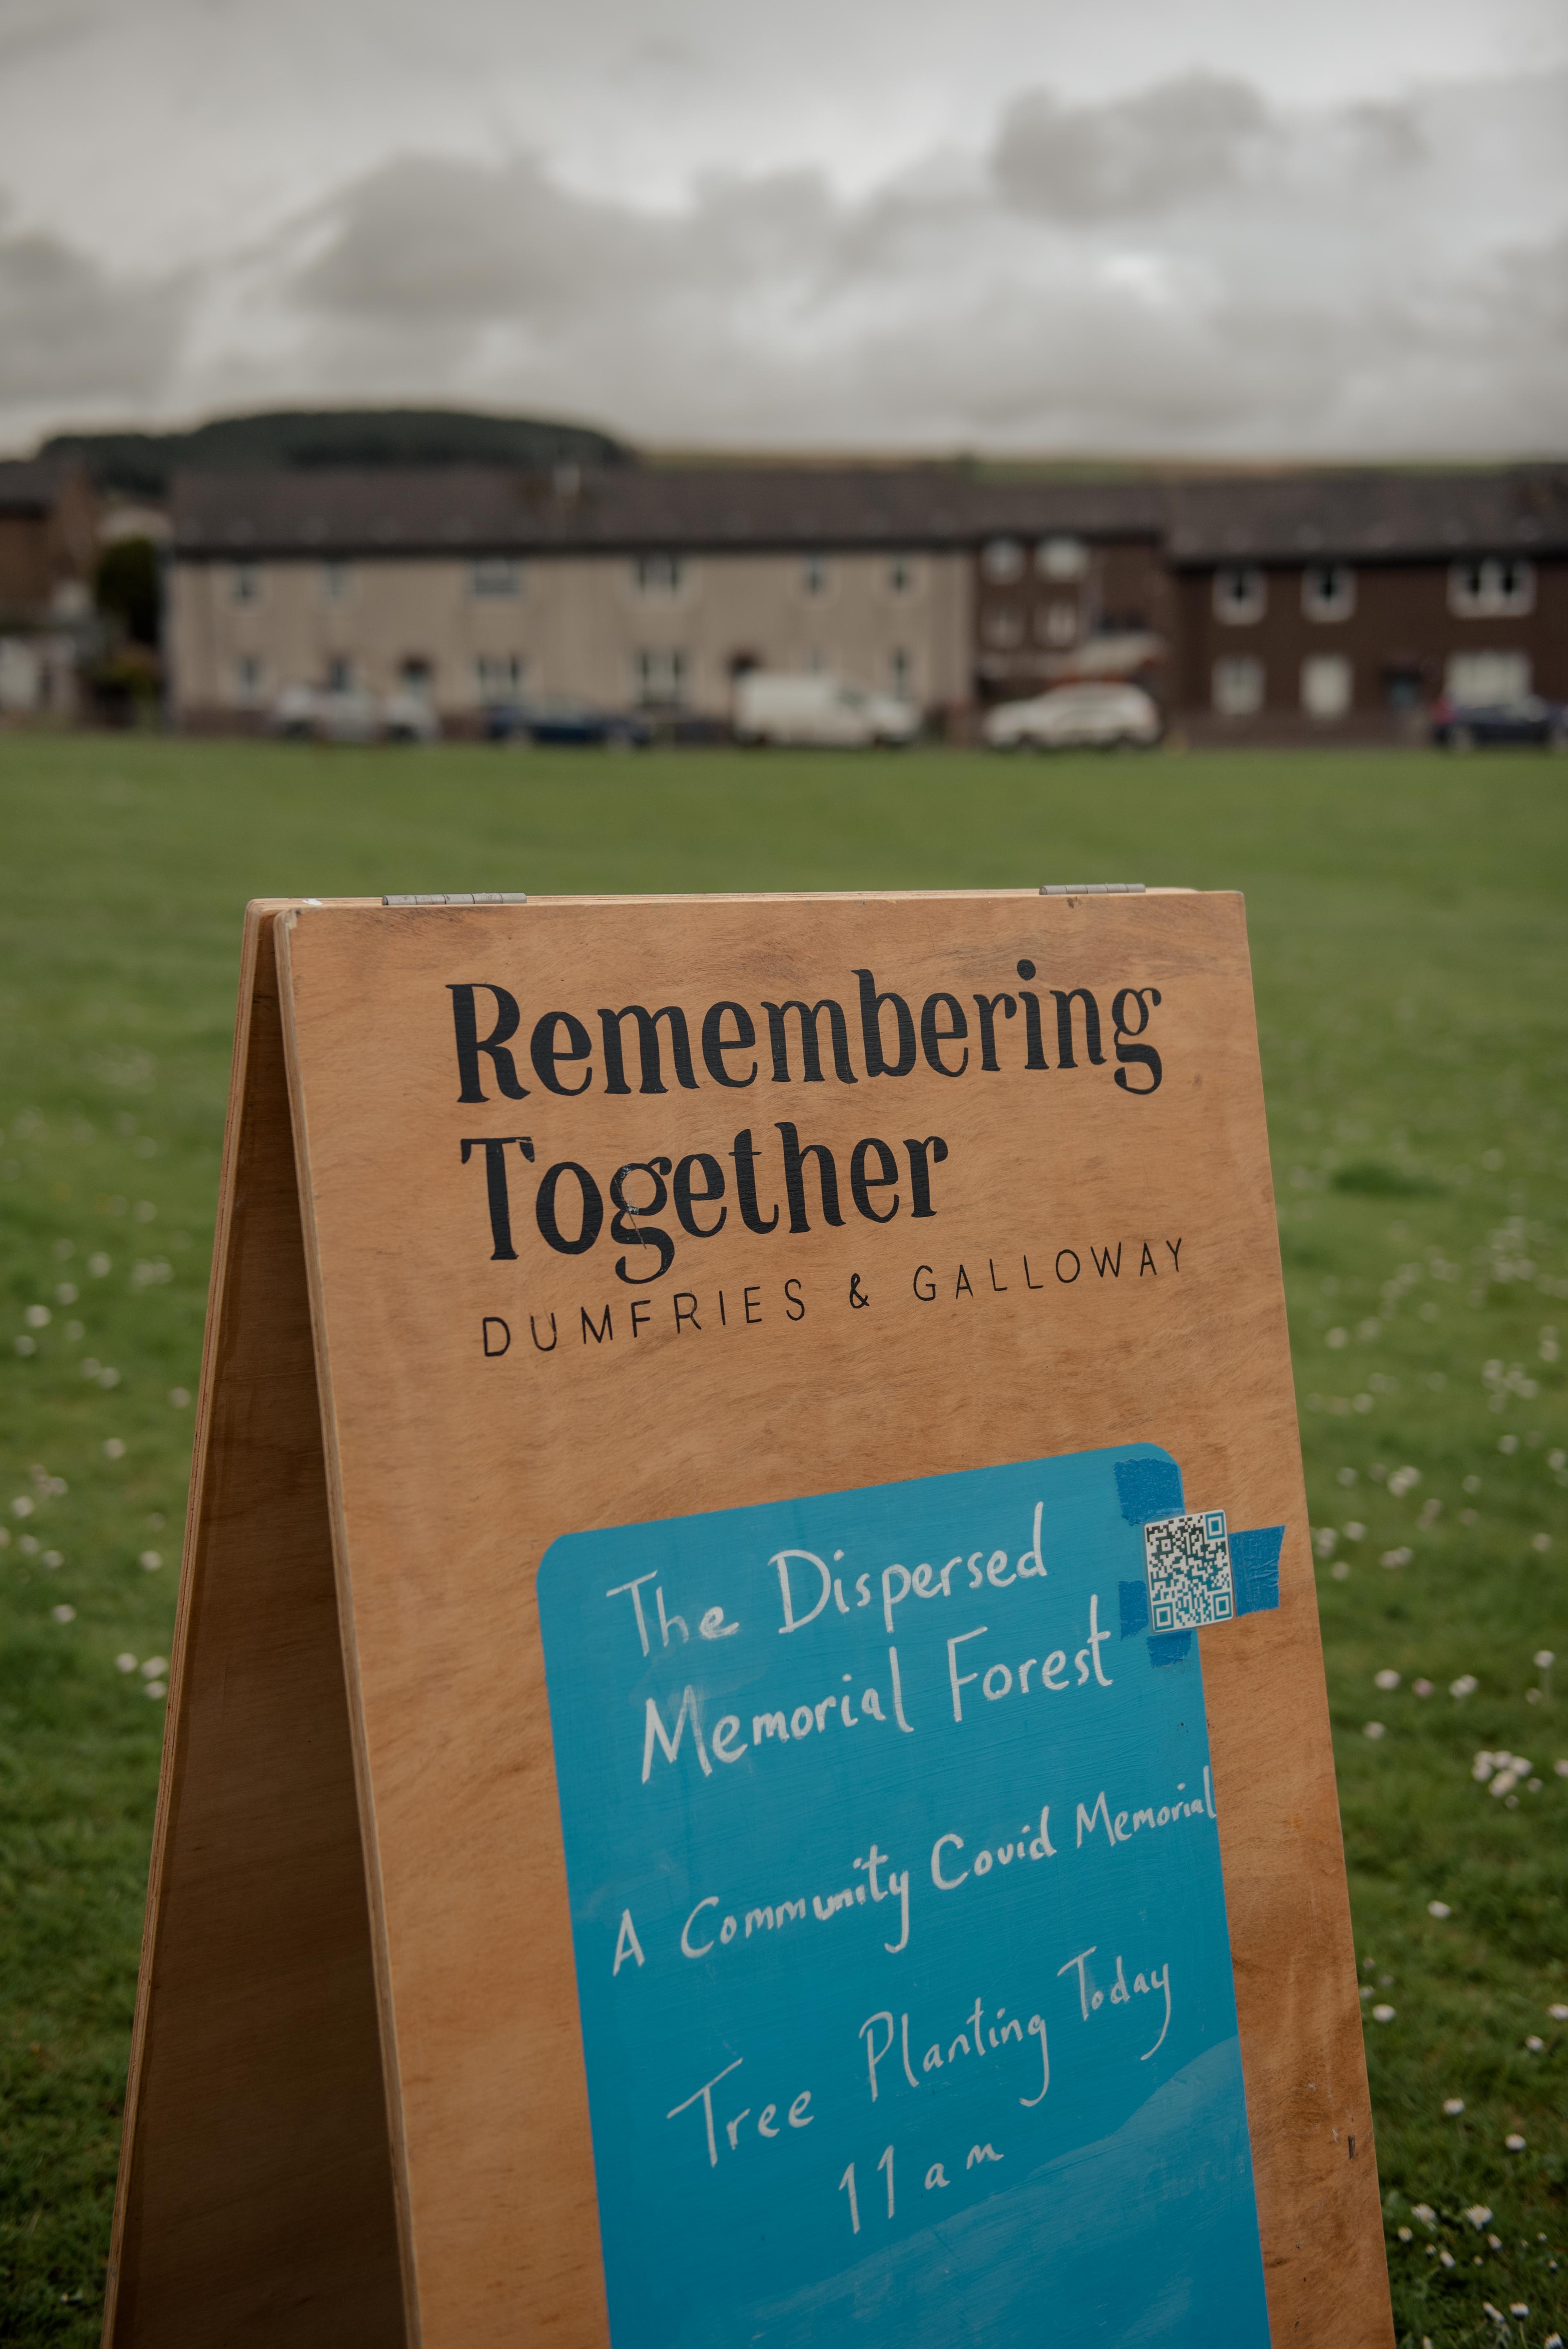 Remembering
Together
DUMFRIES & GALLOWAY
The Dispersed
Memorial Forest
A Community Covid Memorial
Tree Planting Today
11am